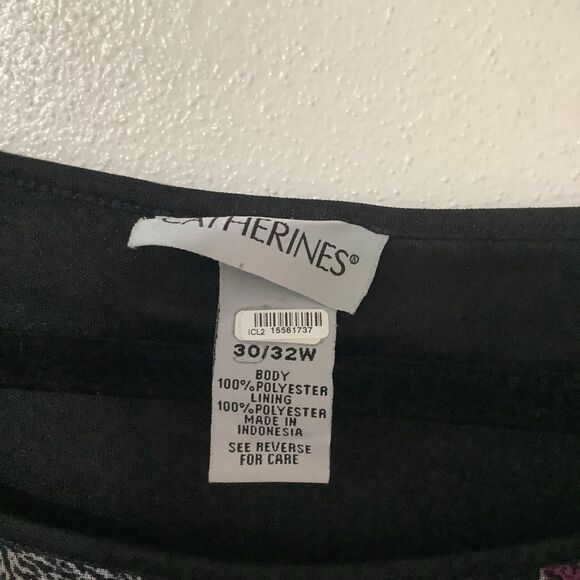 CATHERINES®
ICL2 15561737
30/32W
BODY
100% POLYESTER
LINING
100% POLYESTER
MADE IN
INDONESIA
SEE REVERSE
FOR CARE